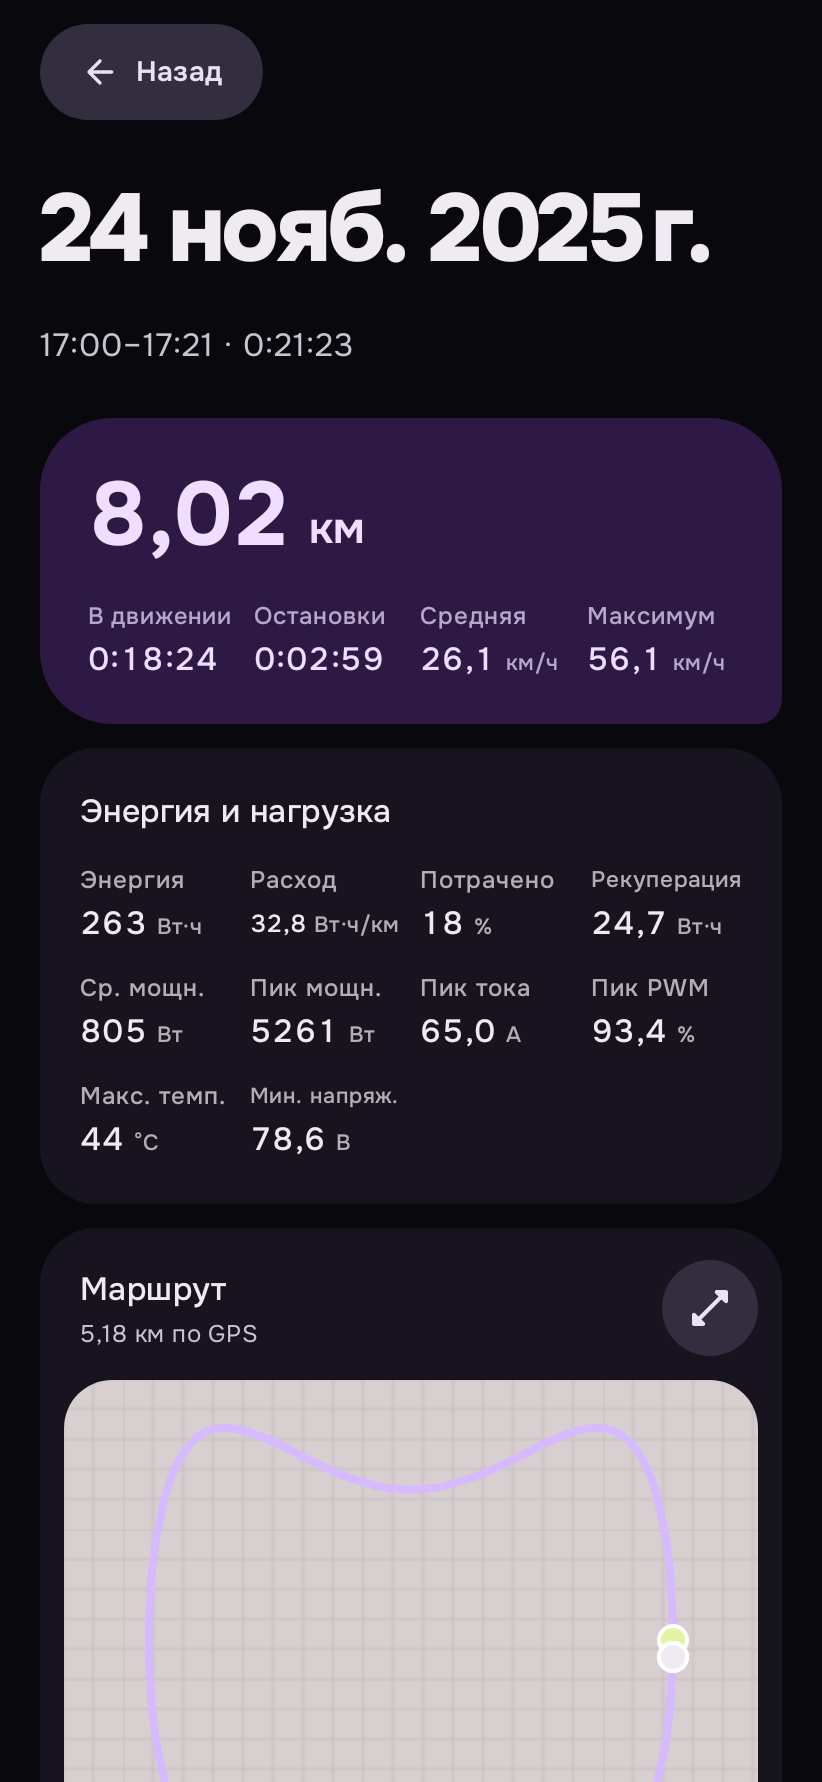 Назад
24 нояб. 2025 г.
17:00–17:21 · 0:21:23
8,02 км
В движении Остановки Средняя Максимум
0:18:24 0:02:59 26,1 км/ч 56,1 км/ч
Энергия и нагрузка
Энергия Расход Потрачено Рекуперация
263 Вт·ч 32,8 Вт·ч/км 18 % 24,7 Вт·ч
Ср. мощн. Пик мощн. Пик тока Пик PWM
805 Вт 5261 Вт 65,0 А 93,4 %
Макс. темп. Мин. напряж.
44 °C 78,6 В
Маршрут
5,18 км по GPS